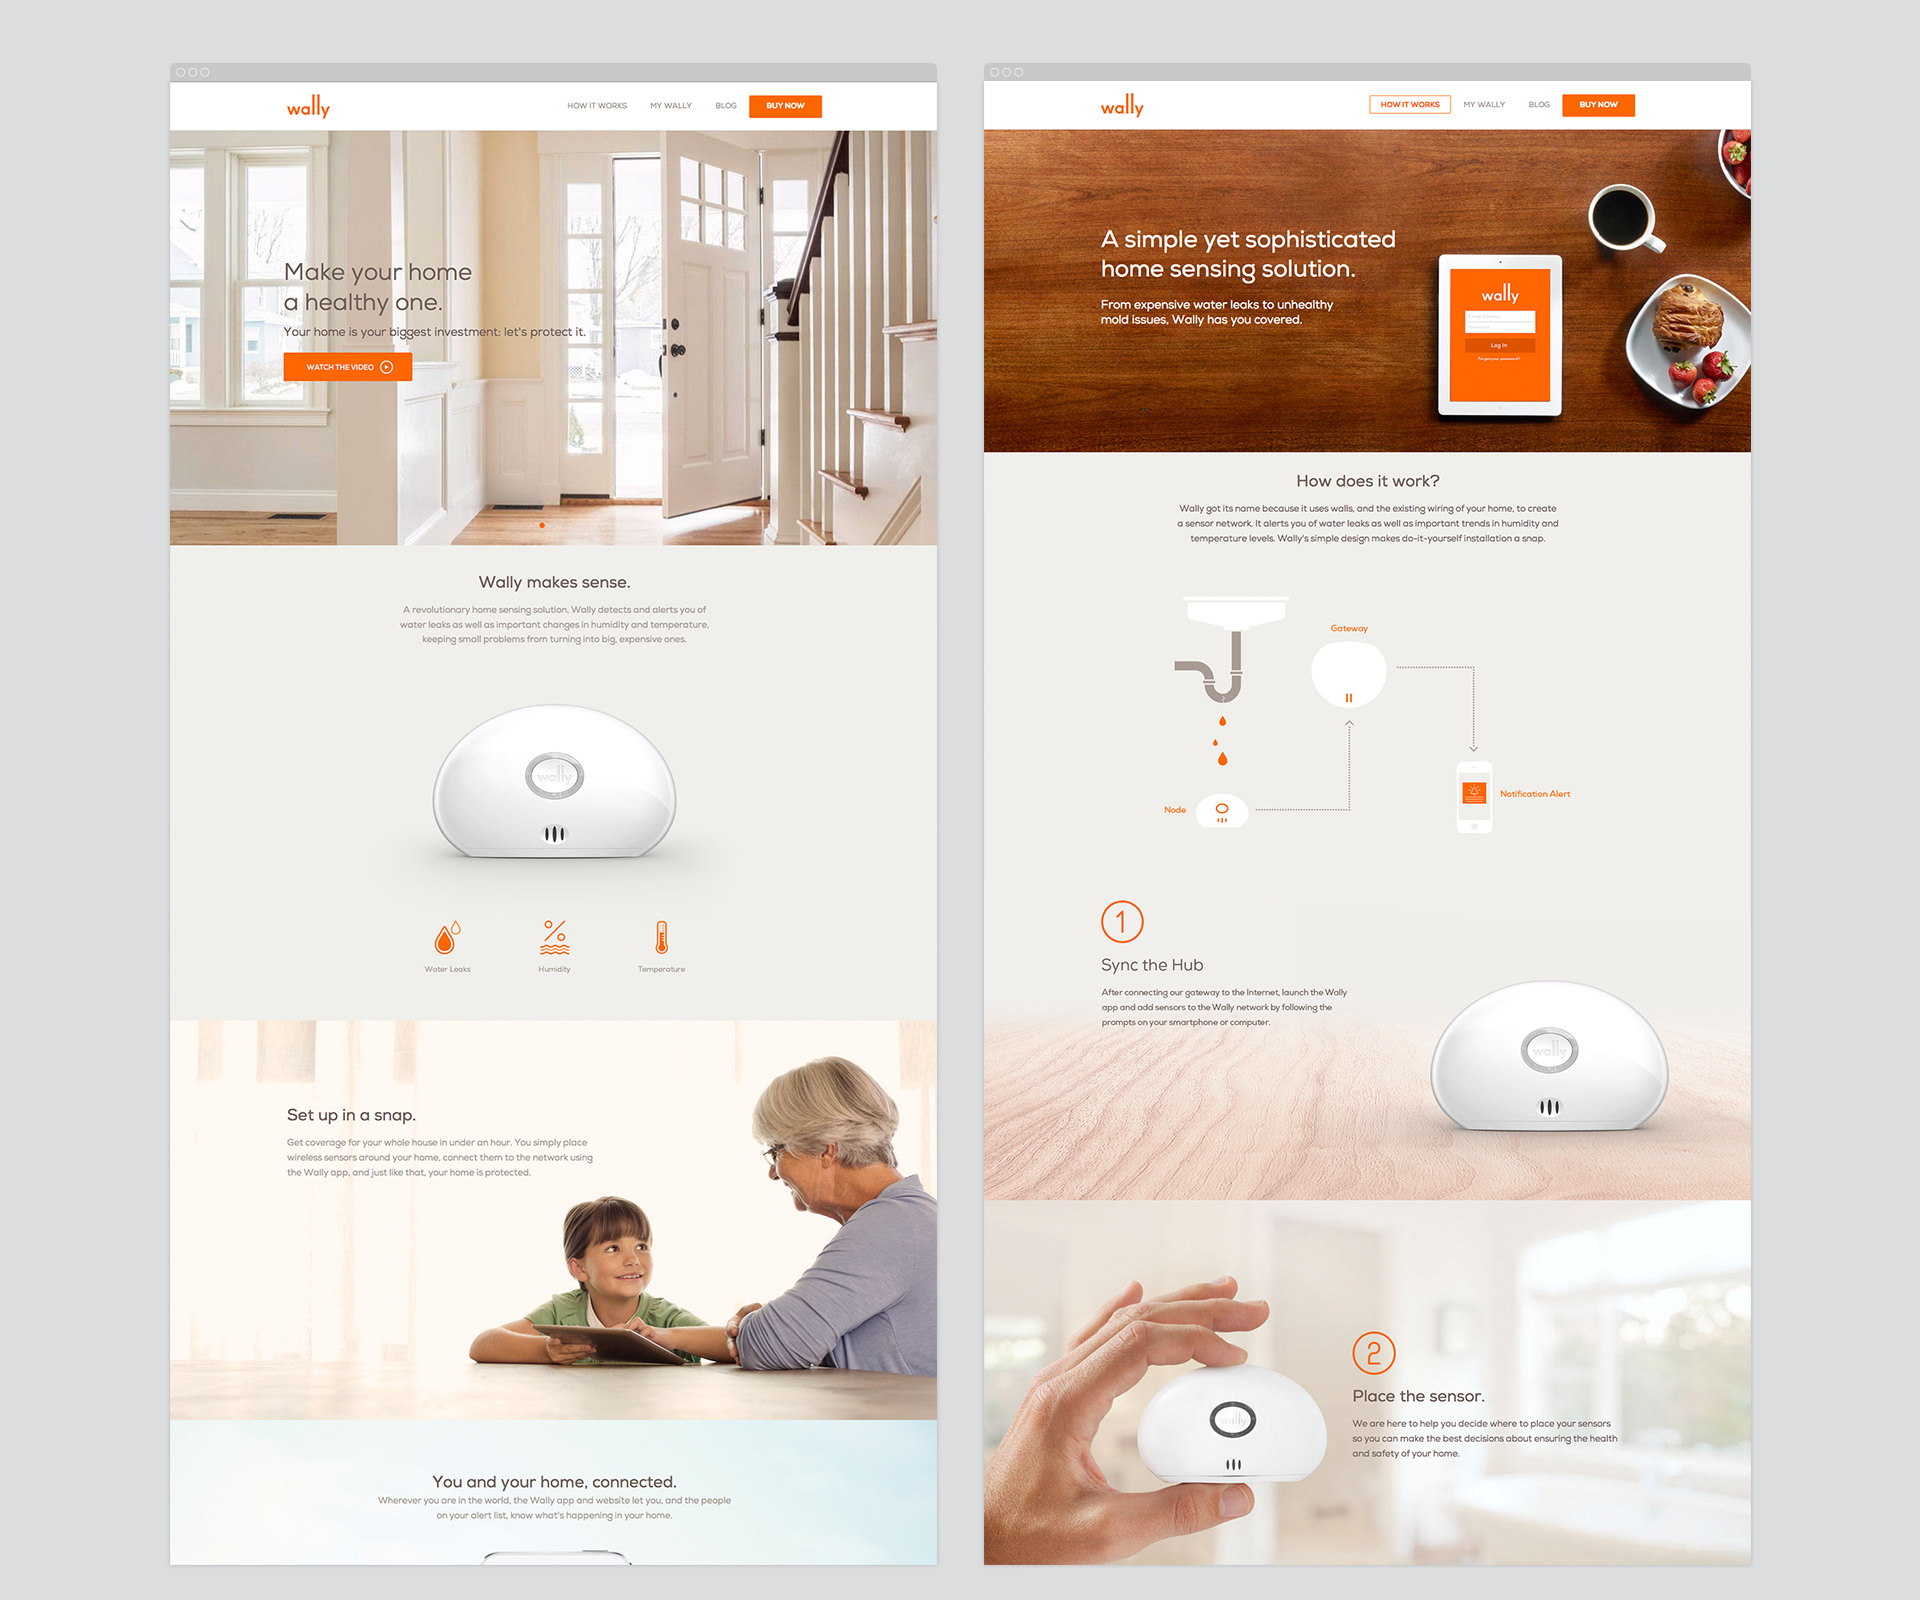 wally
HOW IT WORKS
MY WALLY
BLOG
BUY NOW
Make your home
a healthy one.
Your home is your biggest investment: let's protect it.
WATCH THE VIDEO
Wally makes sense.
A revolutionary home sensing solution, Wally detects and alerts you of
water leaks as well as important changes in humidity and temperature,
keeping small problems from turning into big, expensive ones.
wally
Water Leaks
Humidity
Temperature
Set up in a snap.
Get coverage for your whole house in under an hour. You simply place
wireless sensors around your home, connect them to the network using
the Wally app, and just like that, your home is protected.
You and your home, connected.
Wherever you are in the world, the Wally app and website let you, and the people
on your alert list, know what's happening in your home.
wally
HOW IT WORKS
MY WALLY
BLOG
BUY NOW
A simple yet sophisticated
home sensing solution.
From expensive water leaks to unhealthy
mold issues, Wally has you covered.
wally
Log In
Forgot your password?
How does it work?
Wally got its name because it uses walls, and the existing wiring of your home, to create
a sensor network. It alerts you of water leaks as well as important trends in humidity and
temperature levels. Wally's simple design makes do-it-yourself installation a snap.
Gateway
Node
Notification Alert
1
Sync the Hub
After connecting our gateway to the Internet, launch the Wally
app and add sensors to the Wally network by following the
prompts on your smartphone or computer.
wally
2
Place the sensor.
We are here to help you decide where to place your sensors
so you can make the best decisions about ensuring the health
and safety of your home.
wally